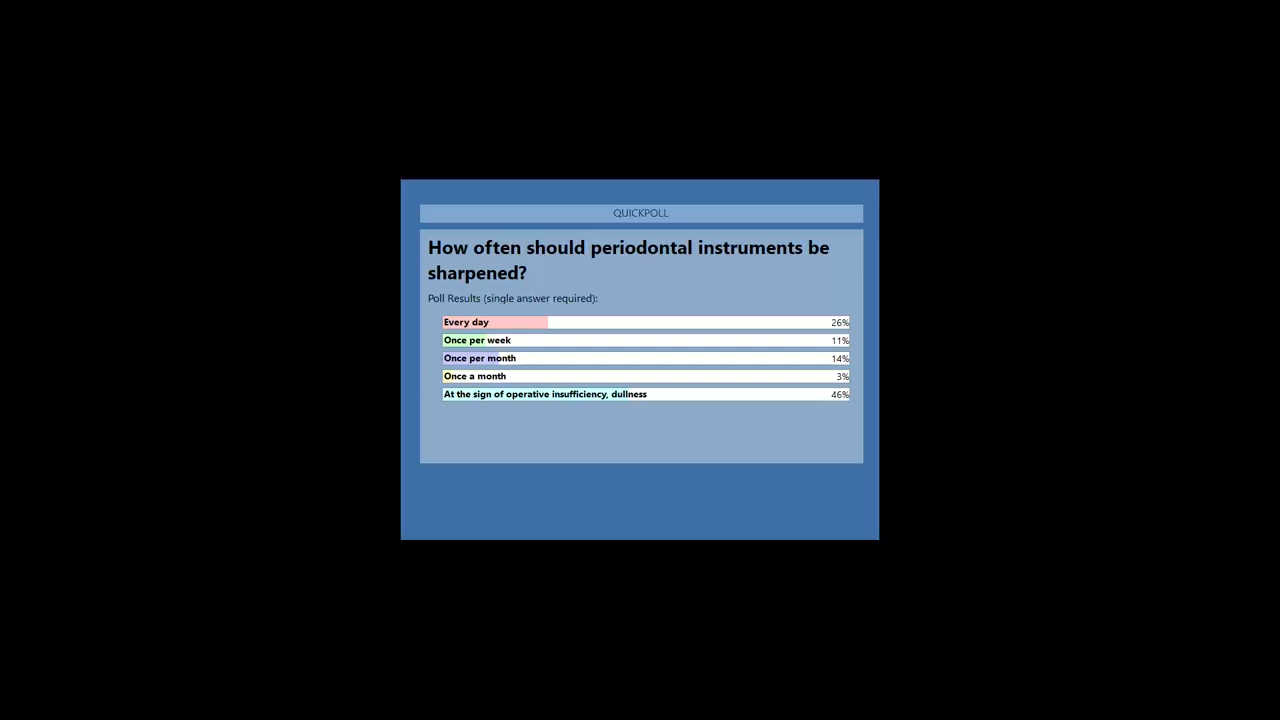 QUICKPOLL
How often should periodontal instruments be
sharpened?
Poll Results (single answer required):
Every day 26%
Once per week 11%
Once per month 14%
Once a month 3%
At the sign of operative insufficiency, dullness 46%